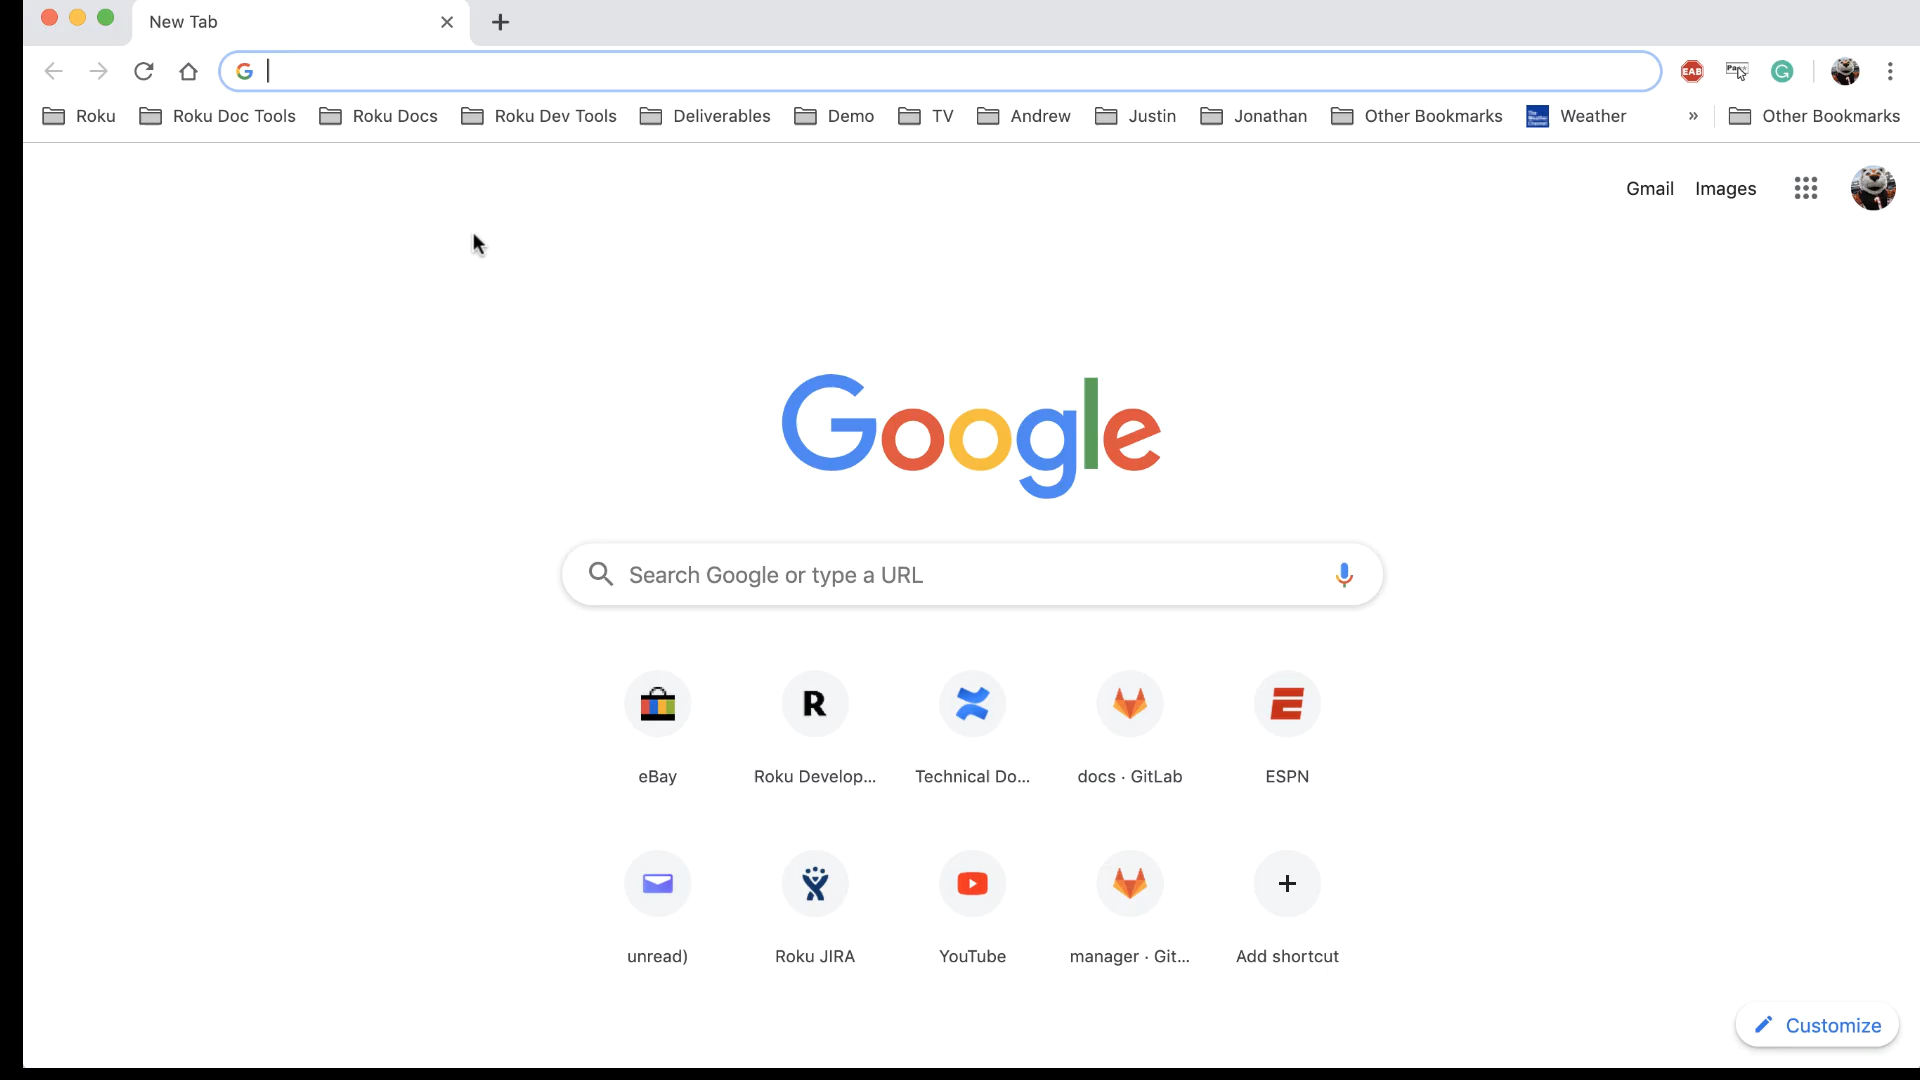 New Tab
EAB
Roku Roku Doc Tools Roku Docs Roku Dev Tools Deliverables Demo TV Andrew Justin Jonathan Other Bookmarks Weather » Other Bookmarks
Gmail Images
Google
Search Google or type a URL
R
eBay Roku Develop... Technical Do... docs · GitLab ESPN
unread) Roku JIRA YouTube manager · Git... Add shortcut
Customize